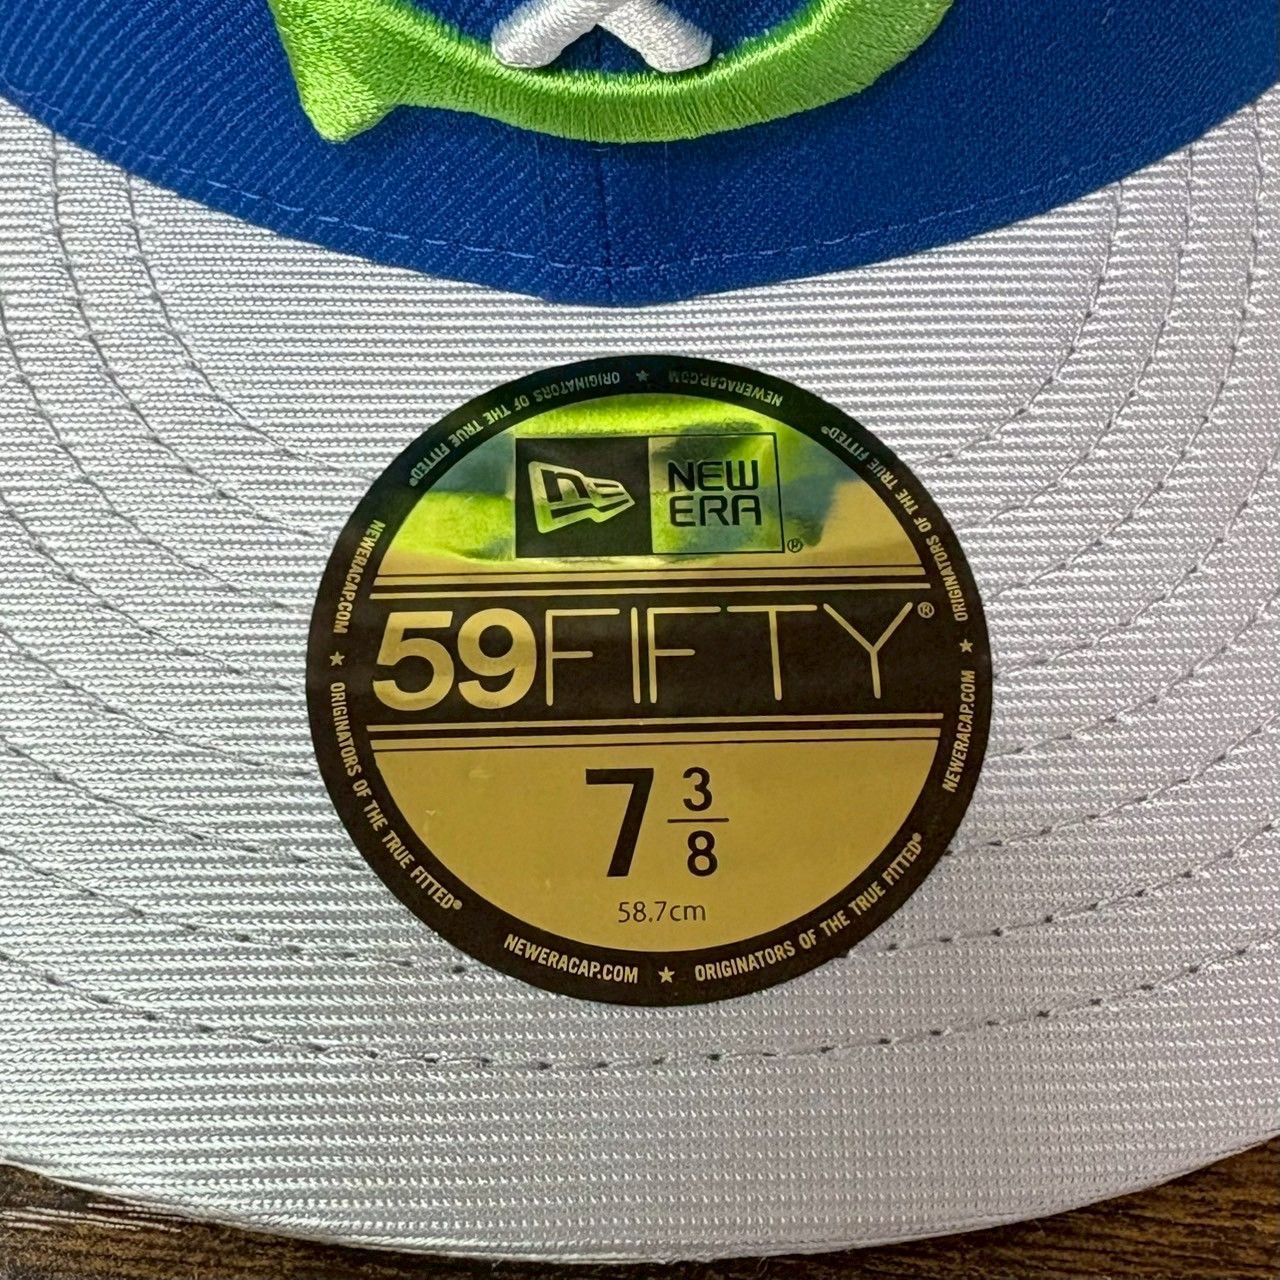 NEWERACAP.COM ★ ORIGINATORS OF THE TRUE FITTED®
NEWERACAP.COM ★ ORIGINATORS OF THE TRUE FITTED®
NEWERACAP.COM ★ ORIGINATORS OF THE TRUE FITTED®
NEWERACAP.COM ★ ORIGINATORS OF THE TRUE FITTED®
NE
NEW
ERA®
59FIFTY®
7 3/8
58.7cm